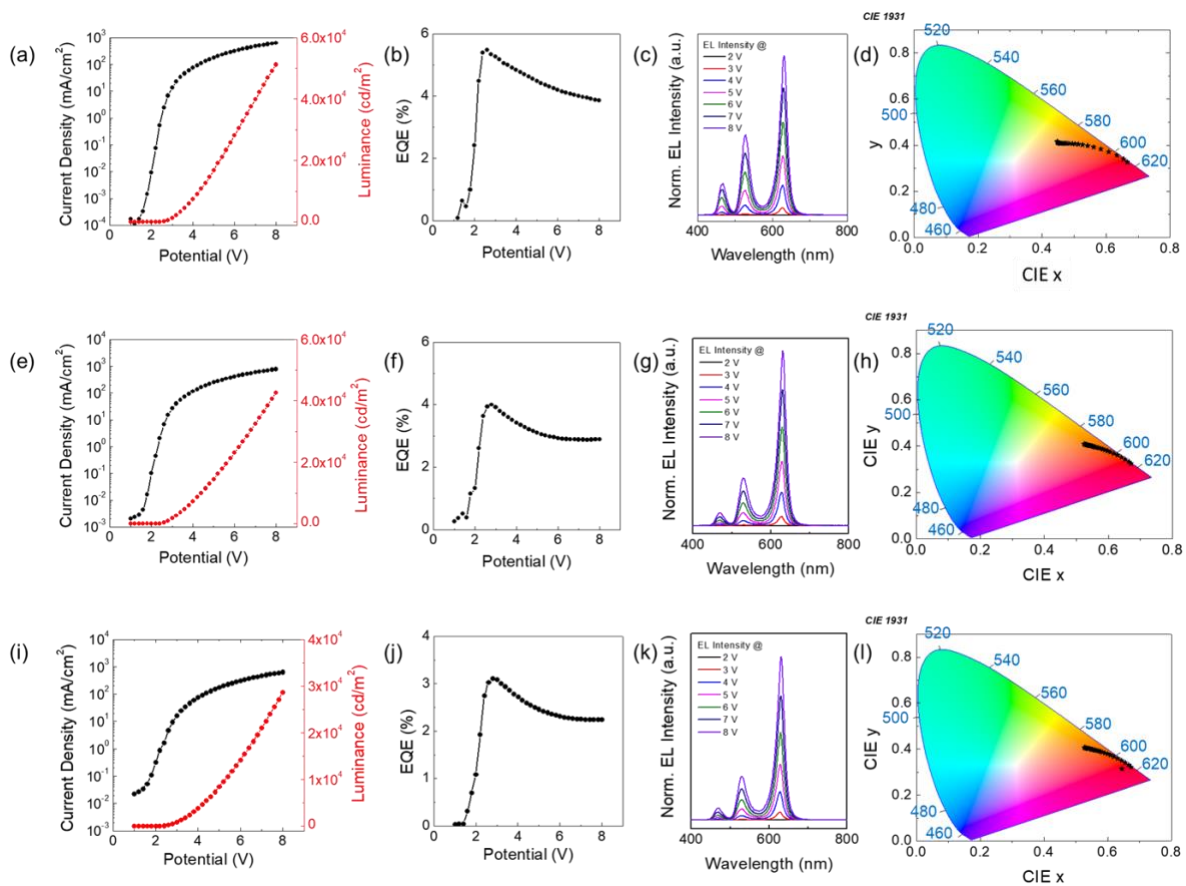 (a)
Current Density (mA/cm²)
10³
10²
10¹
10⁰
10⁻¹
10⁻²
10⁻³
10⁻⁴
0 2 4 6 8
Potential (V)
6.0x10⁴
4.0x10⁴
2.0x10⁴
0.0
Luminance (cd/m²)
(b)
EQE (%)
6
4
2
0
0 2 4 6 8
Potential (V)
(c)
Norm. EL Intensity (a.u.)
EL Intensity @
2 V
3 V
4 V
5 V
6 V
7 V
8 V
400 600 800
Wavelength (nm)
(d)
CIE 1931
y
0.8
0.6
0.4
0.2
0.0
0.0 0.2 0.4 0.6 0.8
CIE x
520
540
560
580
600
620
500
480
460
(e)
Current Density (mA/cm²)
10⁴
10³
10²
10¹
10⁰
10⁻¹
10⁻²
10⁻³
0 2 4 6 8
Potential (V)
6.0x10⁴
4.0x10⁴
2.0x10⁴
0.0
Luminance (cd/m²)
(f)
EQE (%)
6
4
2
0
0 2 4 6 8
Potential (V)
(g)
Norm. EL Intensity (a.u.)
EL Intensity @
2 V
3 V
4 V
5 V
6 V
7 V
8 V
400 600 800
Wavelength (nm)
(h)
CIE 1931
CIE y
0.8
0.6
0.4
0.2
0.0
0.0 0.2 0.4 0.6 0.8
CIE x
520
540
560
580
600
620
500
480
460
(i)
Current Density (mA/cm²)
10⁴
10³
10²
10¹
10⁰
10⁻¹
10⁻²
10⁻³
0 2 4 6 8
Potential (V)
4x10⁴
3x10⁴
2x10⁴
1x10⁴
0
Luminance (cd/m²)
(j)
EQE (%)
4
3
2
1
0
0 2 4 6 8
Potential (V)
(k)
Norm. EL Intensity (a.u.)
EL Intensity @
2 V
3 V
4 V
5 V
6 V
7 V
8 V
400 600 800
Wavelength (nm)
(l)
CIE 1931
CIE y
0.8
0.6
0.4
0.2
0.0
0.0 0.2 0.4 0.6 0.8
CIE x
520
540
560
580
600
620
500
480
460